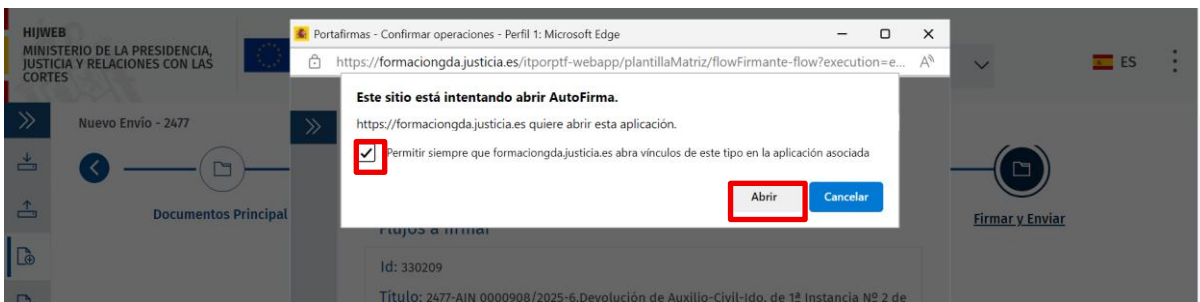 HIJWEB
MINISTERIO DE LA PRESIDENCIA,
JUSTICIA Y RELACIONES CON LAS
CORTES
Portafirmas - Confirmar operaciones - Perfil 1: Microsoft Edge
https://formaciongda.justicia.es/itporptf-webapp/plantillaMatriz/flowFirmante-flow?execution=e...
ES
Este sitio está intentando abrir AutoFirma.
https://formaciongda.justicia.es quiere abrir esta aplicación.
Permitir siempre que formaciongda.justicia.es abra vínculos de este tipo en la aplicación asociada
Abrir
Cancelar
Nuevo Envío - 2477
Documentos Principal
Firmar y Enviar
Flujos a firmar
Id: 330209
Título: 2477-AIN 0000908/2025-6.Devolución de Auxilio-Civil-Jdo. de 1ª Instancia Nº 2 de